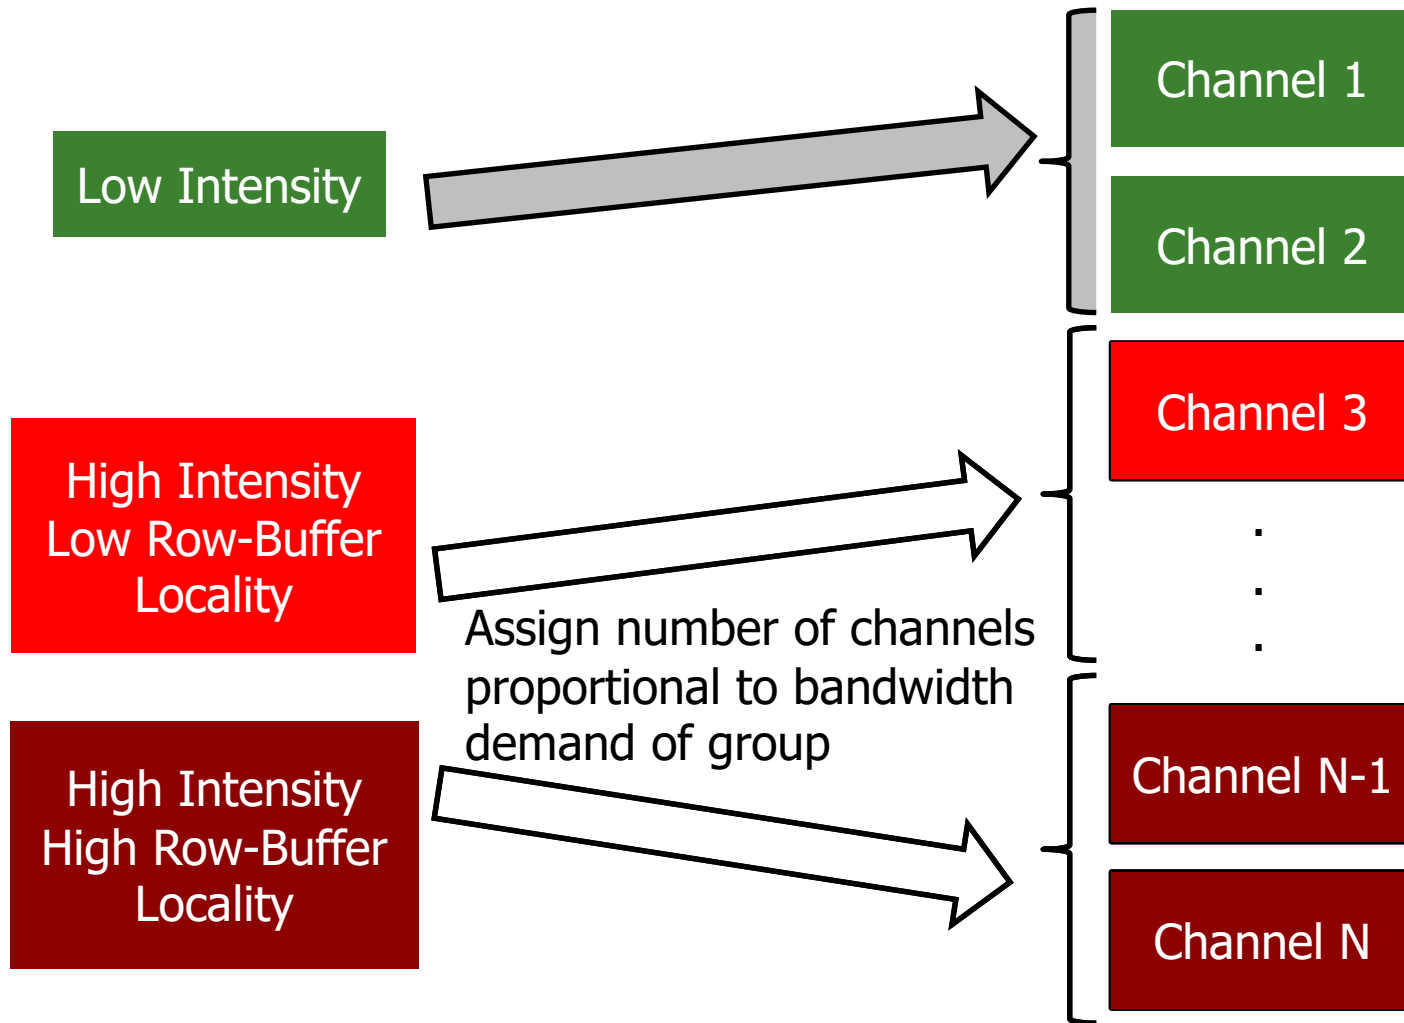 Low Intensity
High Intensity
Low Row-Buffer
Locality
High Intensity
High Row-Buffer
Locality
Assign number of channels
proportional to bandwidth
demand of group
Channel 1
Channel 2
Channel 3
.
.
.
Channel N-1
Channel N